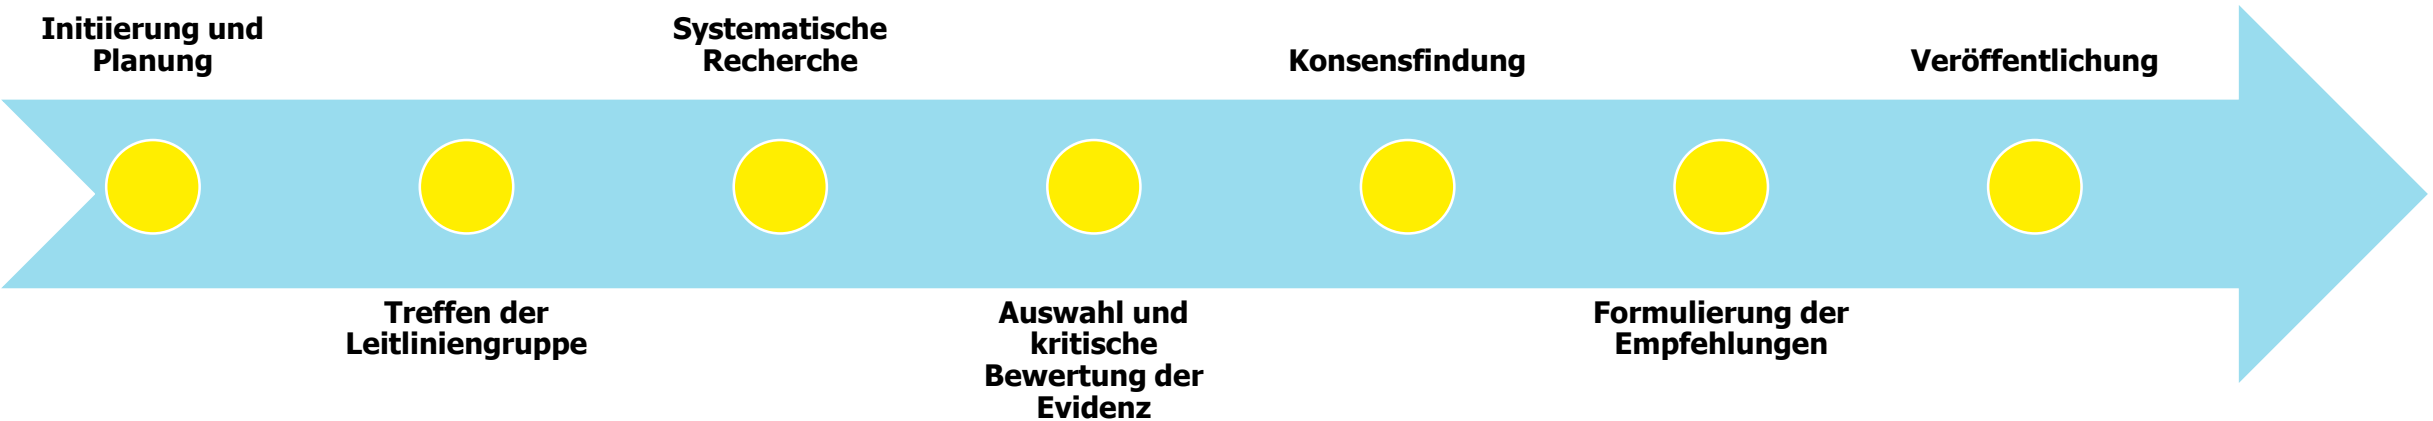 Initiierung und
Planung
Treffen der
Leitliniengruppe
Systematische
Recherche
Auswahl und
kritische
Bewertung der
Evidenz
Konsensfindung
Formulierung der
Empfehlungen
Veröffentlichung